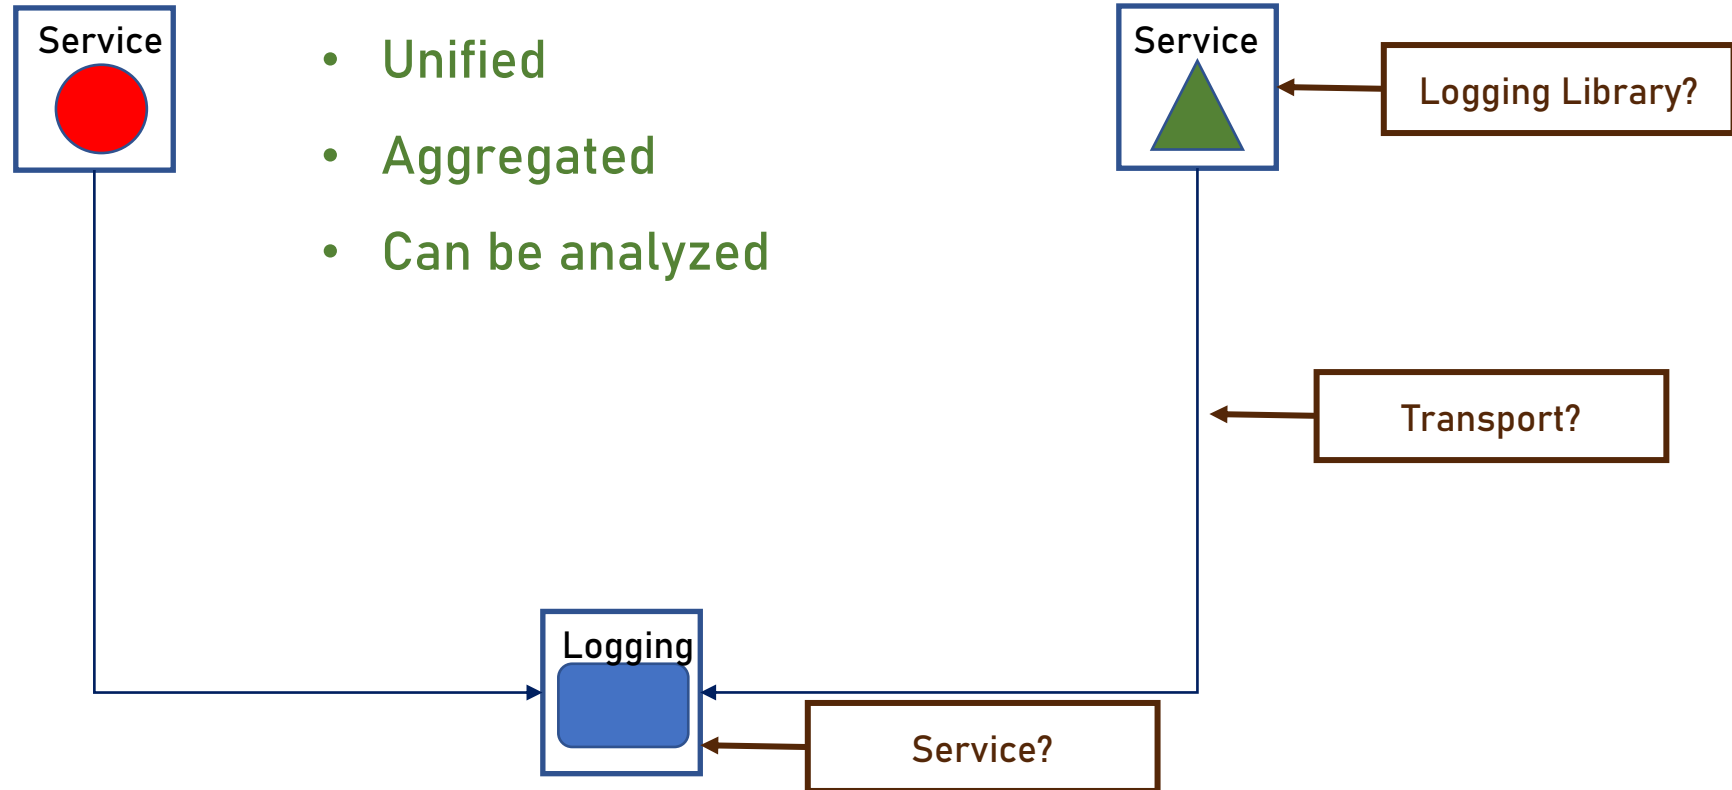 Service
• Unified
• Aggregated
• Can be analyzed
Service
Logging Library?
Transport?
Logging
Service?